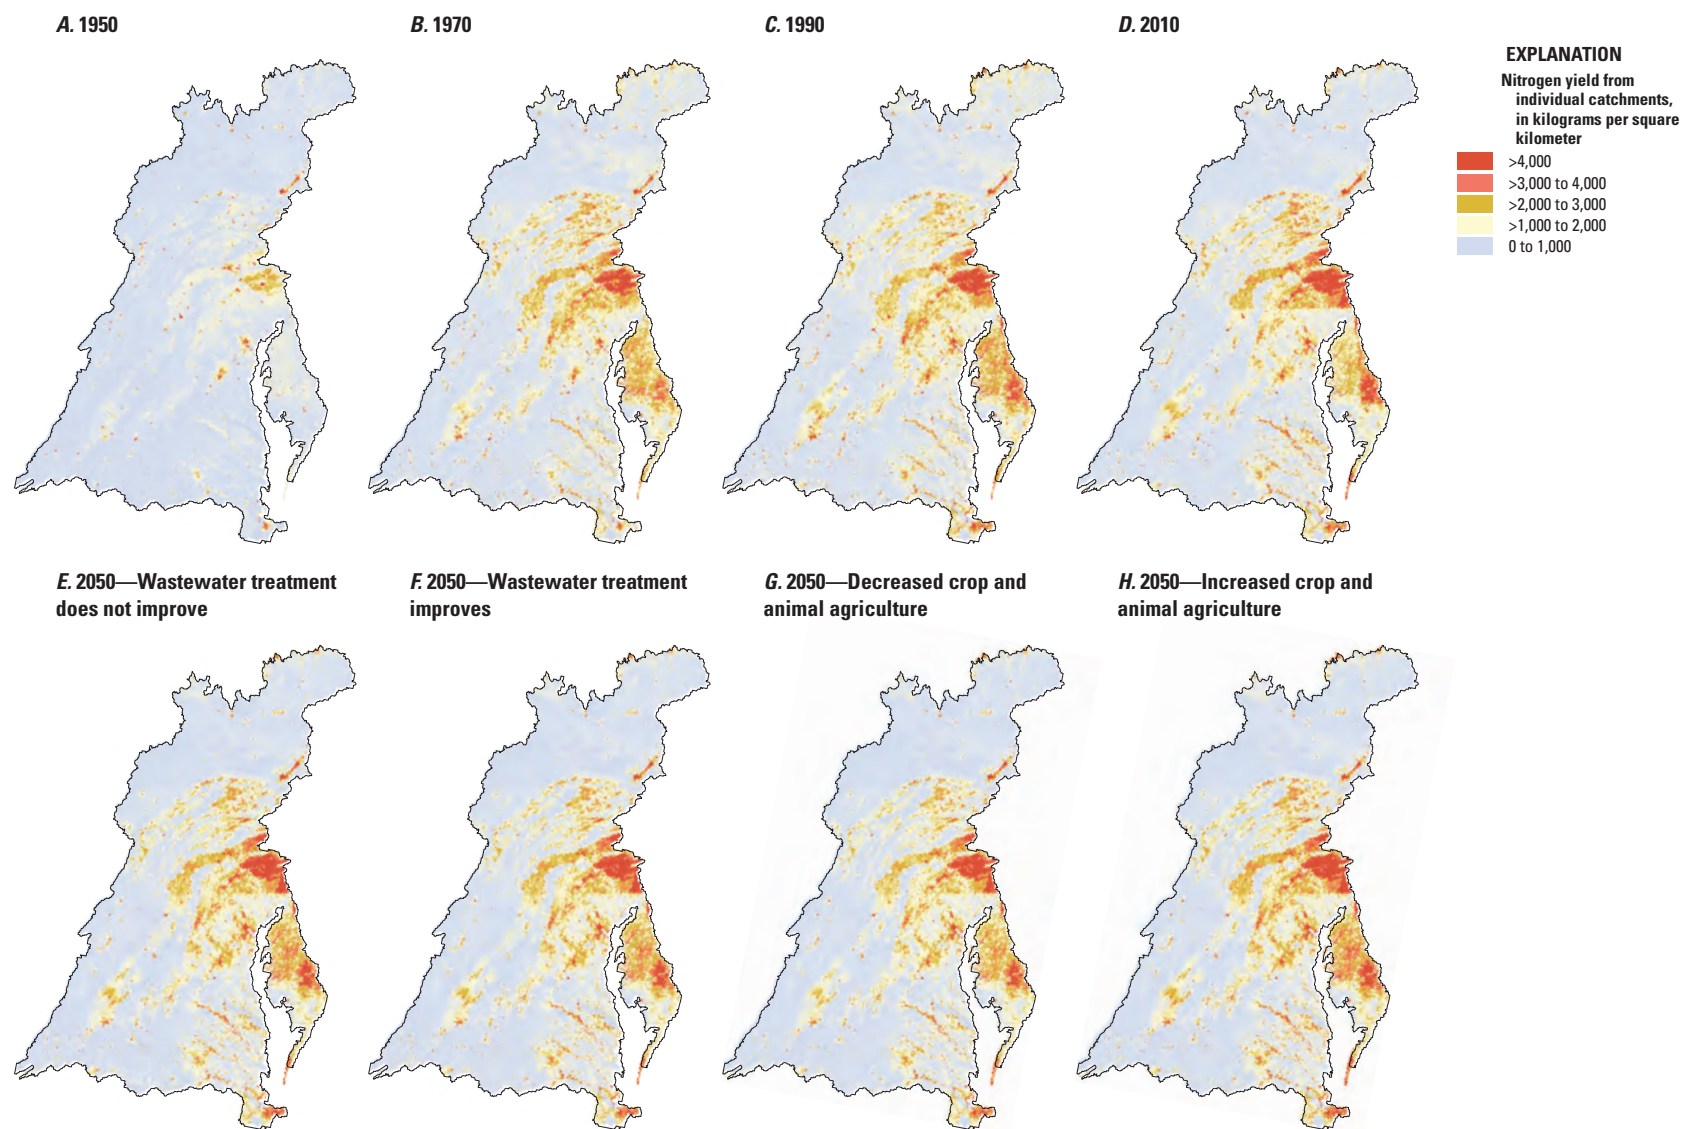 A. 1950
B. 1970
C. 1990
D. 2010
EXPLANATION
Nitrogen yield from
individual catchments,
in kilograms per square
kilometer
>4,000
>3,000 to 4,000
>2,000 to 3,000
>1,000 to 2,000
0 to 1,000
E. 2050—Wastewater treatment
does not improve
F. 2050—Wastewater treatment
improves
G. 2050—Decreased crop and
animal agriculture
H. 2050—Increased crop and
animal agriculture